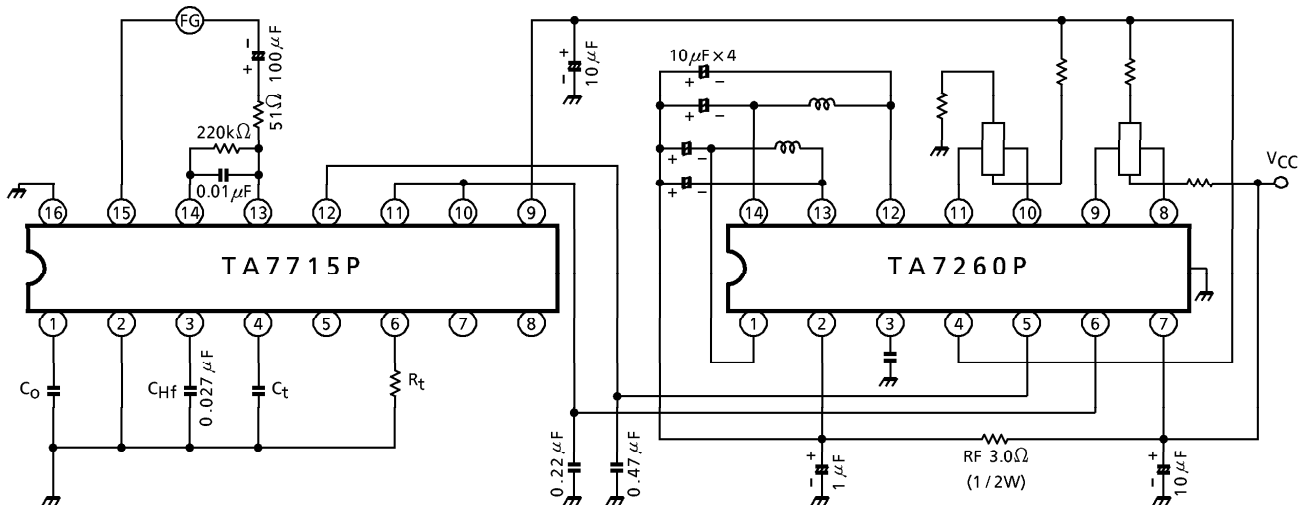 FG
− 100μF +
51Ω
220kΩ
0.01μF
+ − 10μF
10μF×4
+ −
+ −
+ −
+ −
VCC
16 15 14 13 12 11 10 9
14 13 12 11 10 9 8
TA7715P
TA7260P
1 2 3 4 5 6 7 8
1 2 3 4 5 6 7
Co
CHf 0.027μF
Ct
Rt
0.22μF
0.47μF
+ − 1μF
RF 3.0Ω
(1/2W)
+ − 10μF